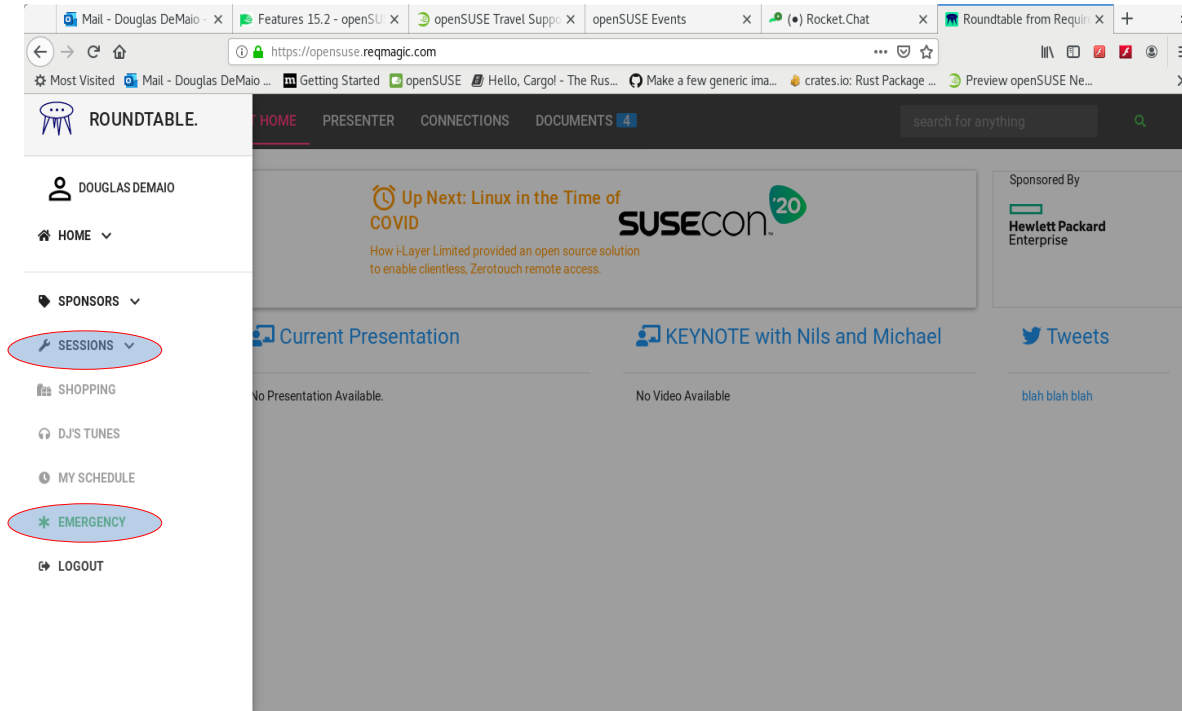 Mail - Douglas DeMaio -
Features 15.2 - openSU
openSUSE Travel Suppo
openSUSE Events
(●) Rocket.Chat
Roundtable from Requir
https://opensuse.reqmagic.com
Most Visited
Mail - Douglas DeMaio ...
Getting Started
openSUSE
Hello, Cargo! - The Rus...
Make a few generic ima...
crates.io: Rust Package ...
Preview openSUSE Ne...
ROUNDTABLE.
T HOME
PRESENTER
CONNECTIONS
DOCUMENTS 4
search for anything
DOUGLAS DEMAIO
HOME
SPONSORS
SESSIONS
SHOPPING
DJ'S TUNES
MY SCHEDULE
EMERGENCY
LOGOUT
Up Next: Linux in the Time of
COVID
How i-Layer Limited provided an open source solution
to enable clientless, Zerotouch remote access.
SUSECON '20
Sponsored By
Hewlett Packard
Enterprise
Current Presentation
No Presentation Available.
KEYNOTE with Nils and Michael
No Video Available
Tweets
blah blah blah